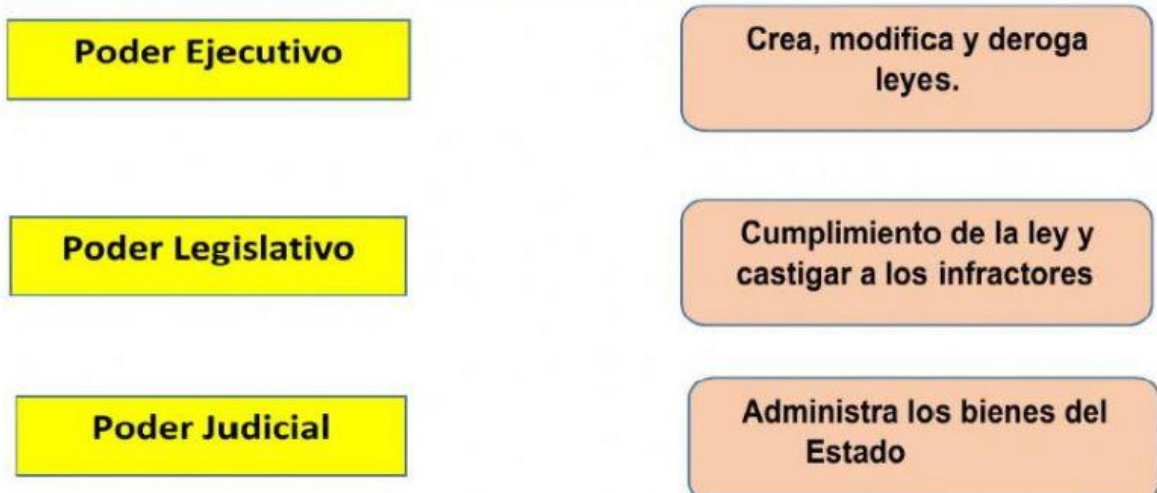 Poder Ejecutivo
Crea, modifica y deroga
leyes.
Poder Legislativo
Cumplimiento de la ley y
castigar a los infractores
Poder Judicial
Administra los bienes del
Estado